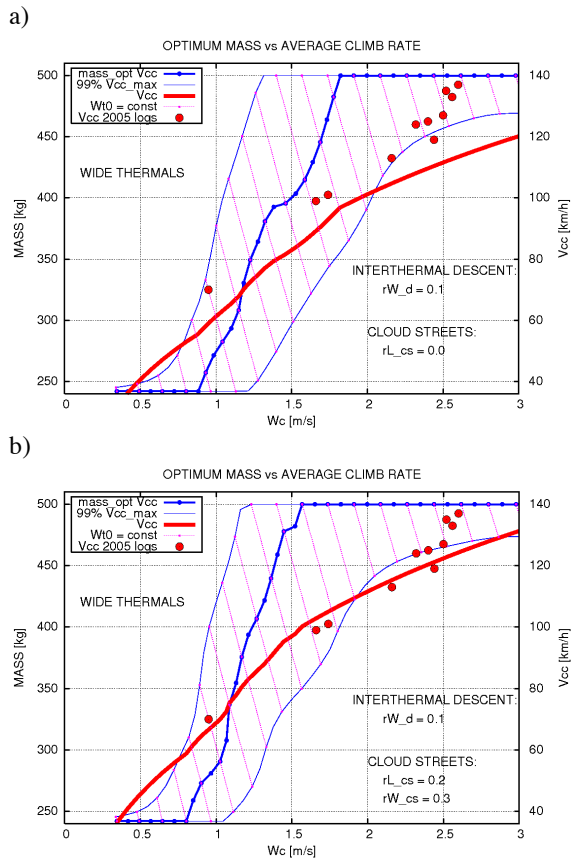 a)
OPTIMUM MASS vs AVERAGE CLIMB RATE
mass_opt Vcc
99% Vcc_max
Vcc
Wt0 = const
Vcc 2005 logs
WIDE THERMALS
INTERTHERMAL DESCENT:
rW_d = 0.1
CLOUD STREETS:
rL_cs = 0.0
MASS [kg]
500
450
400
350
300
250
Vcc [km/h]
140
120
100
80
60
40
0 0.5 1 1.5 2 2.5 3
Wc [m/s]
b)
OPTIMUM MASS vs AVERAGE CLIMB RATE
mass_opt Vcc
99% Vcc_max
Vcc
Wt0 = const
Vcc 2005 logs
WIDE THERMALS
INTERTHERMAL DESCENT:
rW_d = 0.1
CLOUD STREETS:
rL_cs = 0.2
rW_cs = 0.3
MASS [kg]
500
450
400
350
300
250
Vcc [km/h]
140
120
100
80
60
40
0 0.5 1 1.5 2 2.5 3
Wc [m/s]